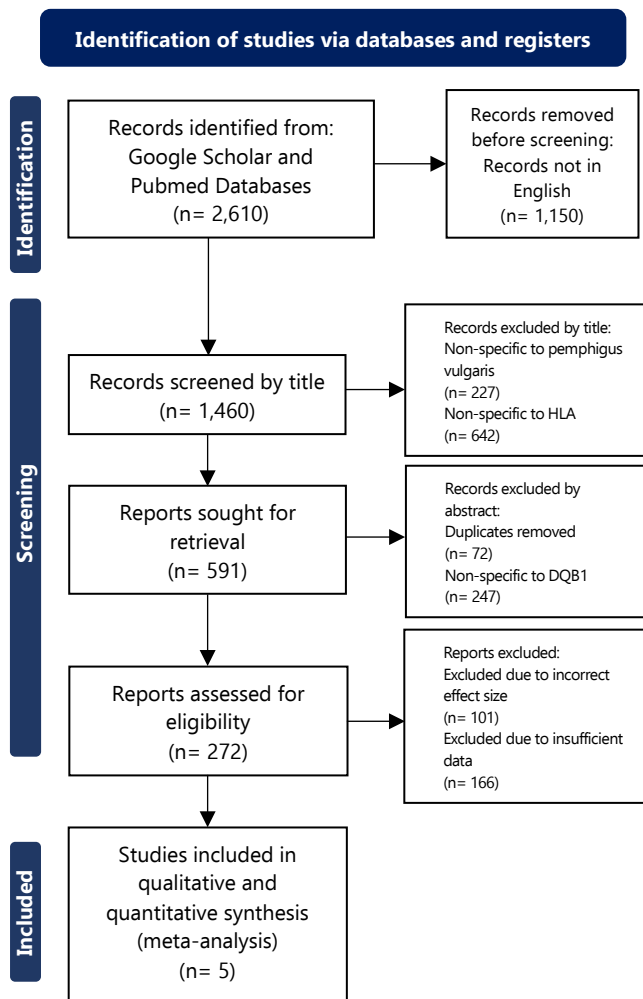 Identification of studies via databases and registers
Identification
Records identified from:
Google Scholar and
Pubmed Databases
(n= 2,610)
Records removed
before screening:
Records not in
English
(n= 1,150)
Screening
Records screened by title
(n= 1,460)
Records excluded by title:
Non-specific to pemphigus
vulgaris
(n= 227)
Non-specific to HLA
(n= 642)
Reports sought for
retrieval
(n= 591)
Records excluded by
abstract:
Duplicates removed
(n= 72)
Non-specific to DQB1
(n= 247)
Reports assessed for
eligibility
(n= 272)
Reports excluded:
Excluded due to incorrect
effect size
(n= 101)
Excluded due to insufficient
data
(n= 166)
Included
Studies included in
qualitative and
quantitative synthesis
(meta-analysis)
(n= 5)